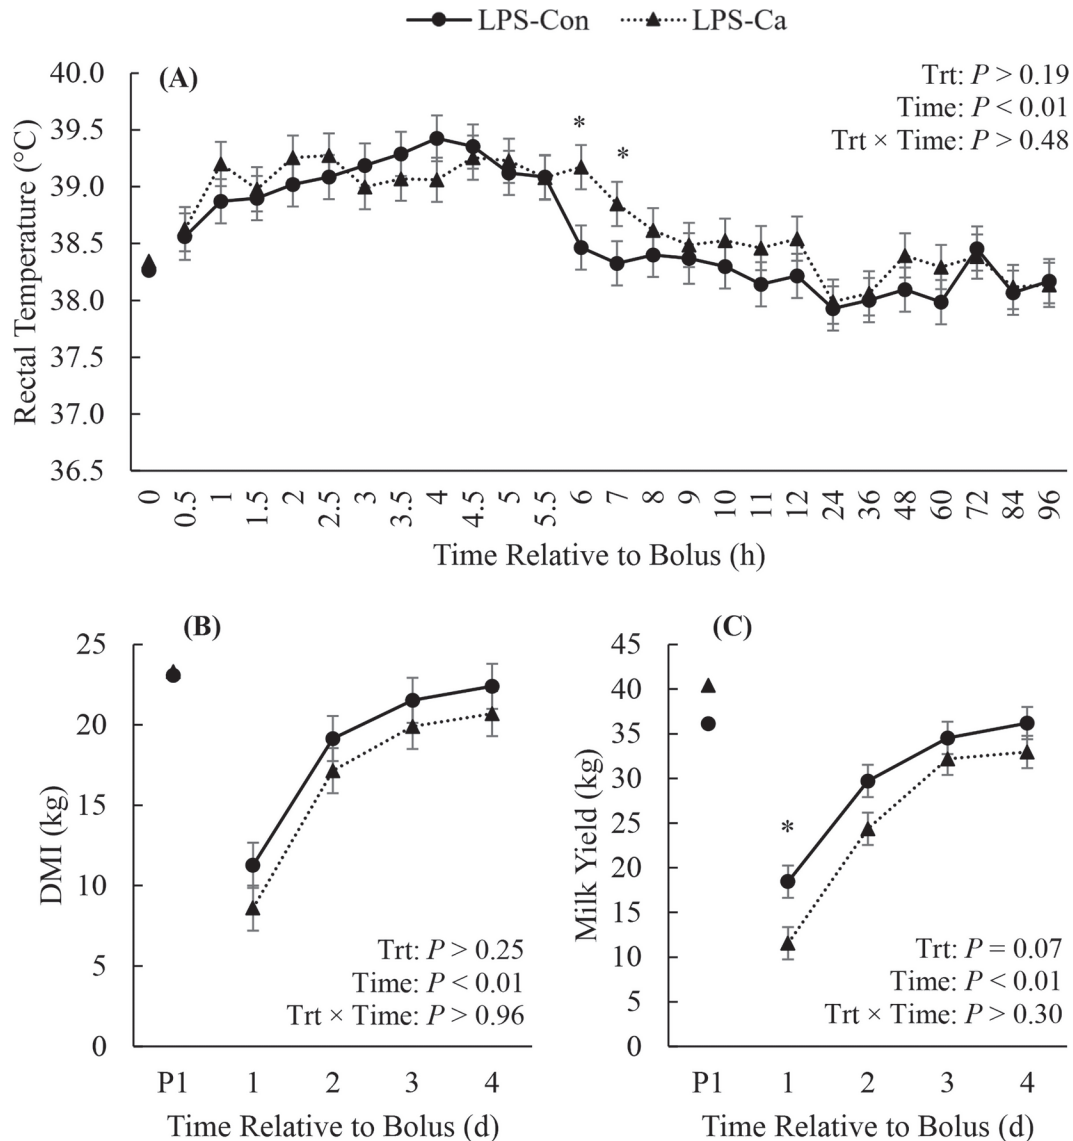 LPS-Con LPS-Ca
(A)
Trt: P > 0.19
Time: P < 0.01
Trt × Time: P > 0.48
Rectal Temperature (°C)
40.0
39.5
39.0
38.5
38.0
37.5
37.0
36.5
* *
0 0.5 1 1.5 2 2.5 3 3.5 4 4.5 5 5.5 6 7 8 9 10 11 12 24 36 48 60 72 84 96
Time Relative to Bolus (h)
(B)
DMI (kg)
25
20
15
10
5
0
Trt: P > 0.25
Time: P < 0.01
Trt × Time: P > 0.96
P1 1 2 3 4
Time Relative to Bolus (d)
(C)
Milk Yield (kg)
45
40
35
30
25
20
15
10
5
0
*
Trt: P = 0.07
Time: P < 0.01
Trt × Time: P > 0.30
P1 1 2 3 4
Time Relative to Bolus (d)